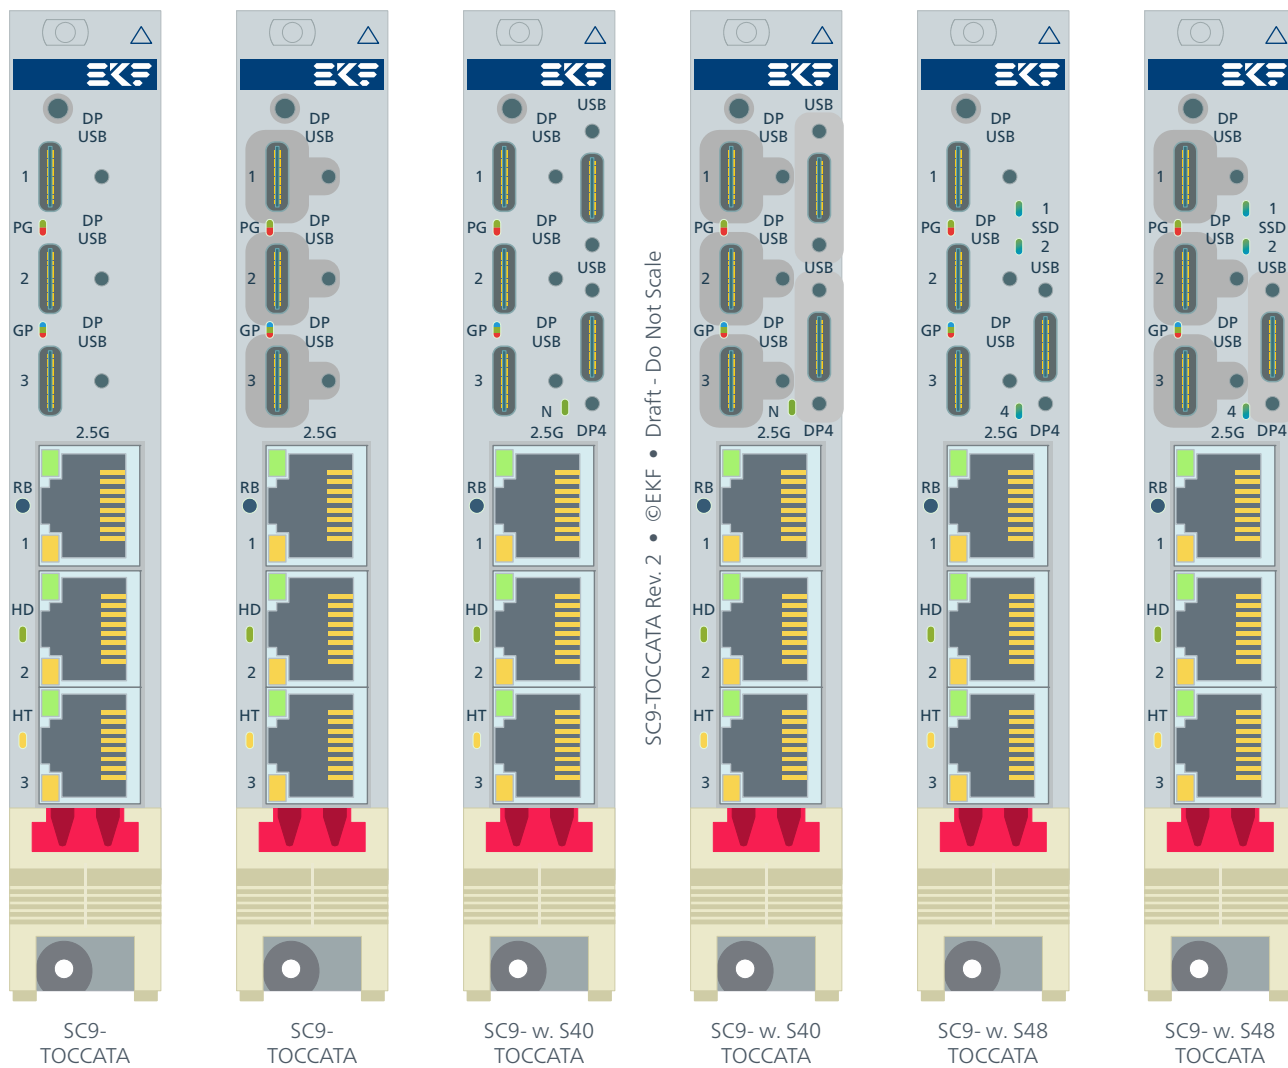 EKF
DP
USB
1
PG
DP
USB
2
GP
DP
USB
3
2.5G
RB
1
HD
2
HT
3
SC9-
TOCCATA
EKF
DP
USB
1
PG
DP
USB
2
GP
DP
USB
3
2.5G
RB
1
HD
2
HT
3
SC9-
TOCCATA
EKF
USB
DP
USB
1
PG
DP
USB
2
USB
GP
DP
USB
3
N
2.5G DP4
RB
1
HD
2
HT
3
SC9- w. S40
TOCCATA
SC9-TOCCATA Rev. 2 • ©EKF • Draft - Do Not Scale
EKF
USB
DP
USB
1
PG
DP
USB
2
USB
GP
DP
USB
3
N
2.5G DP4
RB
1
HD
2
HT
3
SC9- w. S40
TOCCATA
EKF
DP
USB
1
1
PG
DP
USB
SSD
2
2
USB
GP
DP
USB
3
4
2.5G DP4
RB
1
HD
2
HT
3
SC9- w. S48
TOCCATA
EKF
DP
USB
1
1
PG
DP
USB
SSD
2
2
USB
GP
DP
USB
3
4
2.5G DP4
RB
1
HD
2
HT
3
SC9- w. S48
TOCCATA